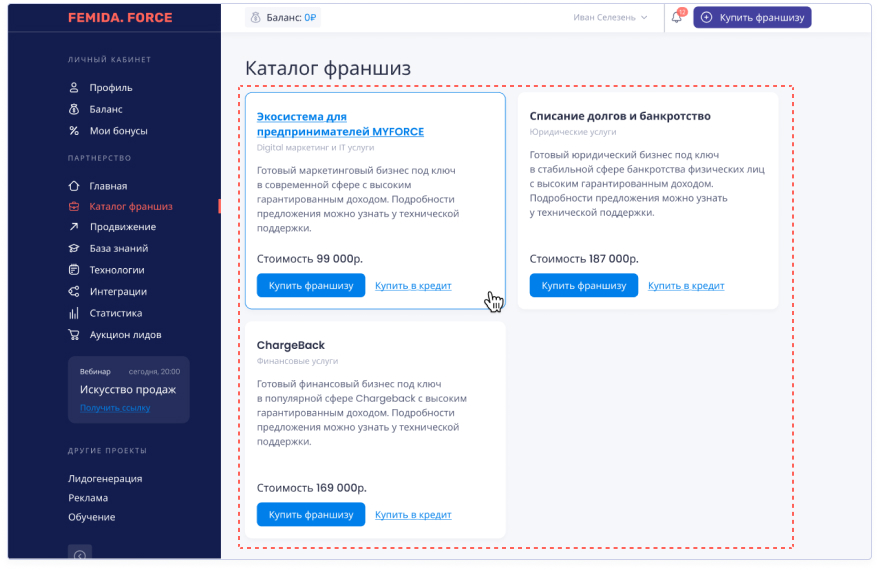 FEMIDA. FORCE
Баланс: 0₽
Иван Селезень
12
Купить франшизу
ЛИЧНЫЙ КАБИНЕТ
Профиль
Баланс
Мои бонусы
ПАРТНЕРСТВО
Главная
Каталог франшиз
Продвижение
База знаний
Технологии
Интеграции
Статистика
Аукцион лидов
Вебинар сегодня, 20:00
Искусство продаж
Получить ссылку
ДРУГИЕ ПРОЕКТЫ
Лидогенерация
Реклама
Обучение
Каталог франшиз
Экосистема для
предпринимателей MYFORCE
Digital маркетинг и IT услуги
Готовый маркетинговый бизнес под ключ
в современной сфере с высоким
гарантированным доходом. Подробности
предложения можно узнать у технической
поддержки.
Стоимость 99 000р.
Купить франшизу Купить в кредит
Списание долгов и банкротство
Юридические услуги
Готовый юридический бизнес под ключ
в стабильной сфере банкротства физических лиц
с высоким гарантированным доходом.
Подробности предложения можно узнать
у технической поддержки.
Стоимость 187 000р.
Купить франшизу Купить в кредит
ChargeBack
Финансовые услуги
Готовый финансовый бизнес под ключ
в популярной сфере Chargeback с высоким
гарантированным доходом. Подробности
предложения можно узнать у технической
поддержки.
Стоимость 169 000р.
Купить франшизу Купить в кредит